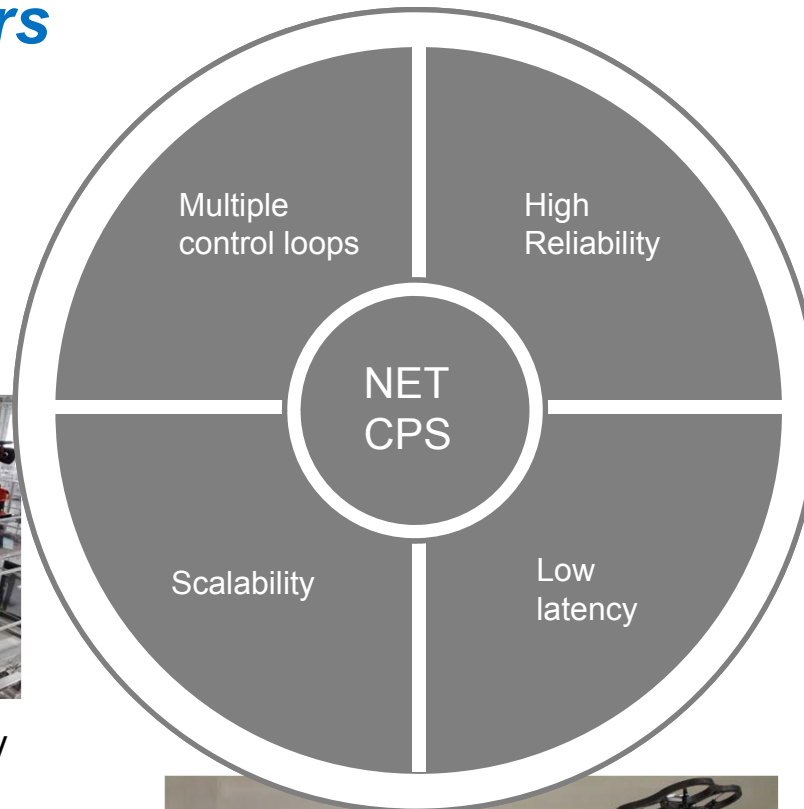 rs
Multiple
control loops
High
Reliability
NET
CPS
Scalability
Low
latency